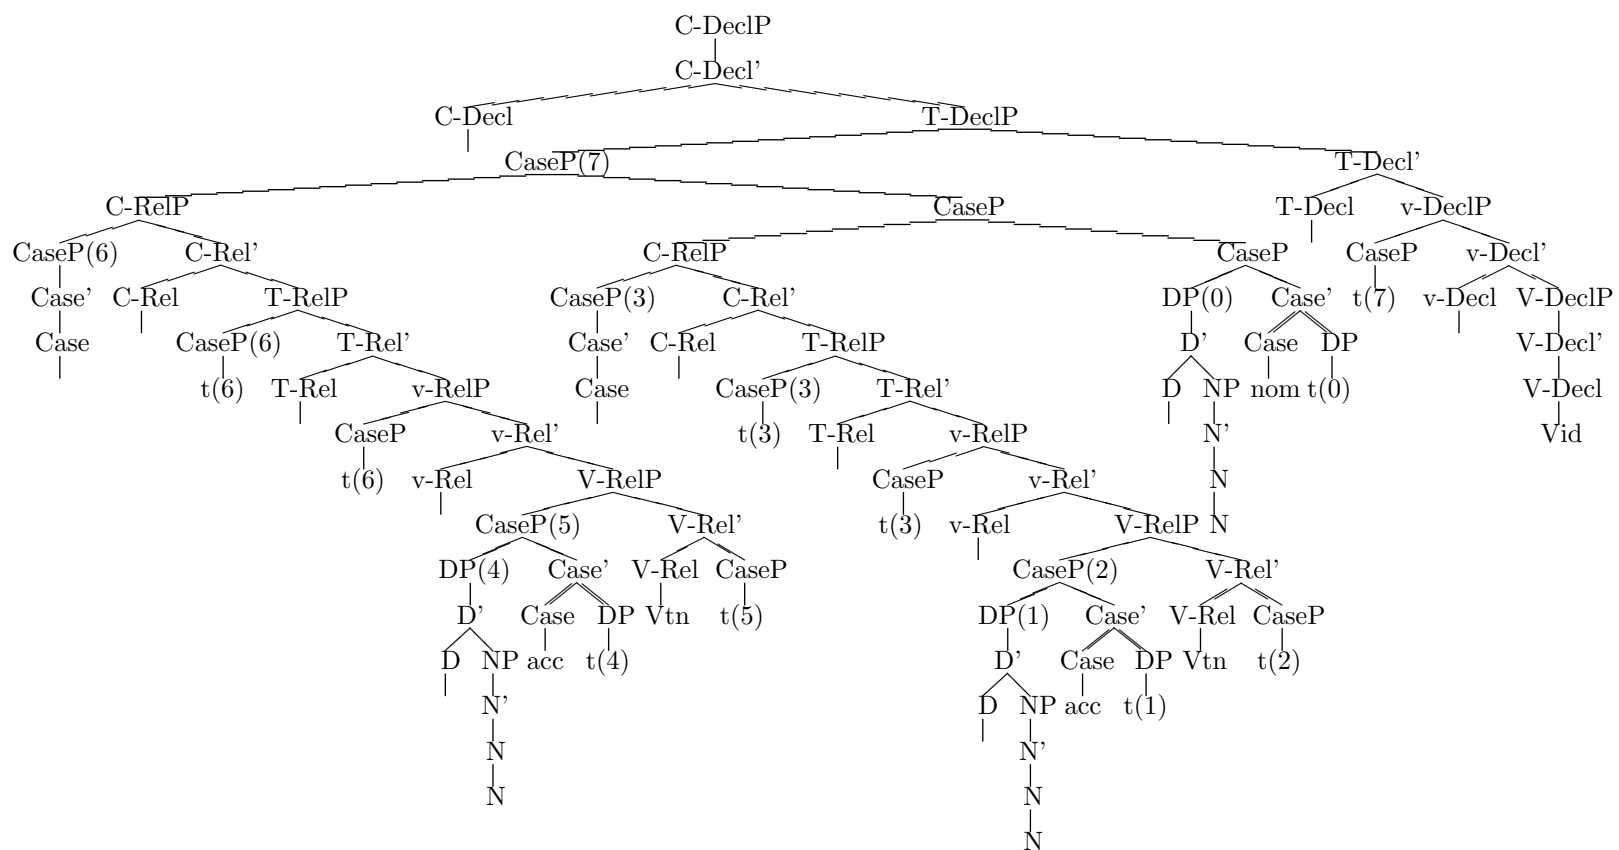 C-DeclP
C-Decl’
C-Decl T-DeclP
CaseP(7) T-Decl’
C-RelP CaseP T-Decl v-DeclP
CaseP(6) C-Rel’ C-RelP CaseP CaseP v-Decl’
Case’ C-Rel T-RelP CaseP(3) C-Rel’ DP(0) Case’ t(7) v-Decl V-DeclP
Case CaseP(6) T-Rel’ Case’ C-Rel T-RelP D’ Case DP V-Decl’
t(6) T-Rel v-RelP Case CaseP(3) T-Rel’ D NP nom t(0) V-Decl
CaseP v-Rel’ t(3) T-Rel v-RelP N’ Vid
t(6) v-Rel V-RelP CaseP v-Rel’ N
CaseP(5) V-Rel’ t(3) v-Rel V-RelP N
DP(4) Case’ V-Rel CaseP CaseP(2) V-Rel’
D’ Case DP Vtn t(5) DP(1) Case’ V-Rel CaseP
D NP acc t(4) D’ Case DP Vtn t(2)
N’ D NP acc t(1)
N N’
N N
N